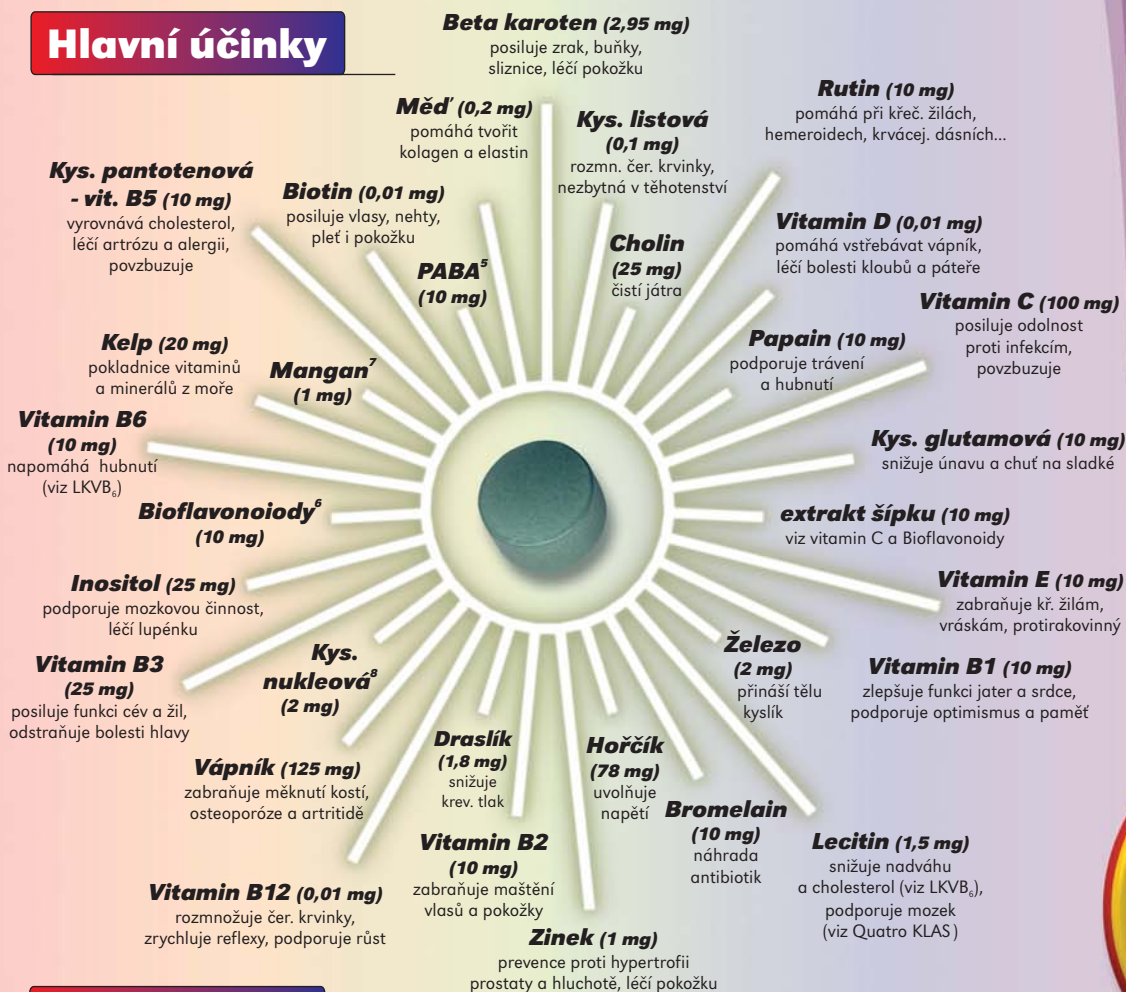 Hlavní účinky
Beta karoten (2,95 mg)
posiluje zrak, buňky,
sliznice, léčí pokožku
Měď (0,2 mg)
pomáhá tvořit
kolagen a elastin
Kys. listová
(0,1 mg)
rozmn. čer. krvinky,
nezbytná v těhotenství
Rutin (10 mg)
pomáhá při křeč. žilách,
hemeroidech, krvácej. dásních...
Kys. pantotenová
- vit. B5 (10 mg)
vyrovnává cholesterol,
léčí artrózu a alergii,
povzbuzuje
Biotin (0,01 mg)
posiluje vlasy, nehty,
pleť i pokožku
PABA⁵
(10 mg)
Cholin
(25 mg)
čistí játra
Vitamin D (0,01 mg)
pomáhá vstřebávat vápník,
léčí bolesti kloubů a páteře
Vitamin C (100 mg)
posiluje odolnost
proti infekcím,
povzbuzuje
Kelp (20 mg)
pokladnice vitaminů
a minerálů z moře
Mangan⁷
(1 mg)
Papain (10 mg)
podporuje trávení
a hubnutí
Vitamin B6
(10 mg)
napomáhá hubnutí
(viz LKVB₆)
Kys. glutamová (10 mg)
snižuje únavu a chuť na sladké
Bioflavonoiody⁶
(10 mg)
extrakt šípku (10 mg)
viz vitamin C a Bioflavonoidy
Inositol (25 mg)
podporuje mozkovou činnost,
léčí lupénku
Vitamin E (10 mg)
zabraňuje kř. žilám,
vráskám, protirakovinný
Vitamin B3
(25 mg)
posiluje funkci cév a žil,
odstraňuje bolesti hlavy
Kys.
nukleová⁸
(2 mg)
Železo
(2 mg)
přináší tělu
kyslík
Vitamin B1 (10 mg)
zlepšuje funkci jater a srdce,
podporuje optimismus a paměť
Vápník (125 mg)
zabraňuje měknutí kostí,
osteoporóze a artritidě
Draslík
(1,8 mg)
snižuje
krev. tlak
Hořčík
(78 mg)
uvolňuje
napětí
Bromelain
(10 mg)
náhrada
antibiotik
Lecitin (1,5 mg)
snižuje nadváhu
a cholesterol (viz LKVB₆),
podporuje mozek
(viz Quatro KLAS)
Vitamin B2
(10 mg)
zabraňuje maštění
vlasů a pokožky
Vitamin B12 (0,01 mg)
rozmnožuje čer. krvinky,
zrychluje reflexy, podporuje růst
Zinek (1 mg)
prevence proti hypertrofii
prostaty a hluchotě, léčí pokožku